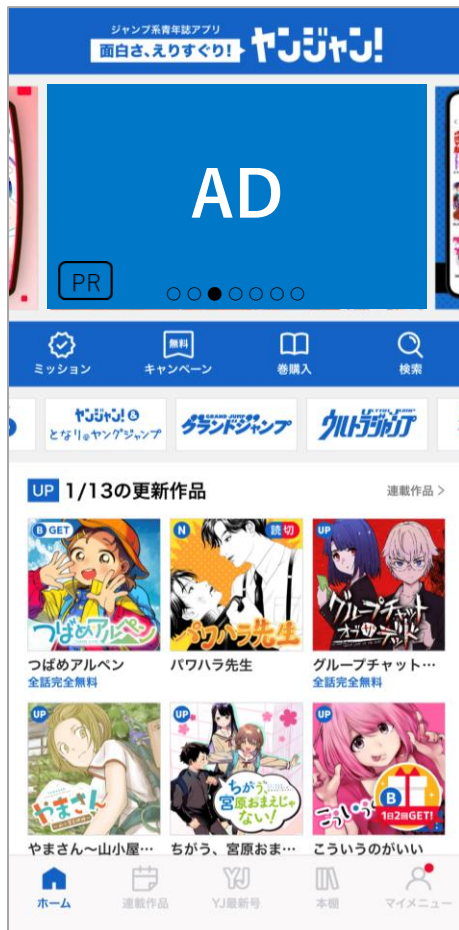 ジャンプ系青年誌アプリ
面白さ、えりすぐり! ヤンジャン!
AD
PR
ミッション
無料
キャンペーン
巻購入
検索
ヤンジャン! &
となりのヤングジャンプ
GRAND JUMP
グランドジャンプ
ウルトラジャンプ
UP 1/13の更新作品
連載作品 >
B GET
つばめアルペン
N
読切
パワハラ先生
UP
グループチャット
オブ ザ デッド
つばめアルペン
全話完全無料
パワハラ先生
グループチャット…
全話完全無料
UP
やまさん
UP
ちがう、
宮原おまえじゃ
ない!
UP
こういうの
B
1日2回GET!
やまさん〜山小屋…
ちがう、宮原おま…
こういうのがいい
ホーム
連載作品
YJ
YJ最新号
本棚
マイメニュー